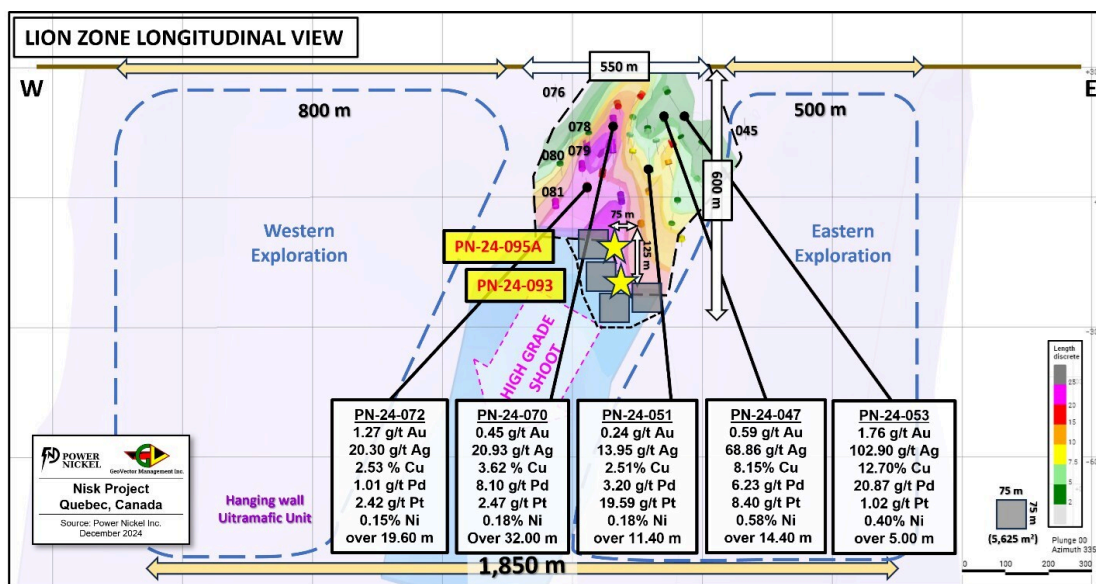 LION ZONE LONGITUDINAL VIEW
W
E
550 m
800 m
500 m
600 m
076
078
079
080
081
045
75 m
125 m
Western
Exploration
Eastern
Exploration
PN-24-095A
PN-24-093
HIGH GRADE
SHOOT
PN-24-072
1.27 g/t Au
20.30 g/t Ag
2.53 % Cu
1.01 g/t Pd
2.42 g/t Pt
0.15% Ni
over 19.60 m
PN-24-070
0.45 g/t Au
20.93 g/t Ag
3.62 % Cu
8.10 g/t Pd
2.47 g/t Pt
0.18% Ni
Over 32.00 m
PN-24-051
0.24 g/t Au
13.95 g/t Ag
2.51% Cu
3.20 g/t Pd
19.59 g/t Pt
0.18% Ni
over 11.40 m
PN-24-047
0.59 g/t Au
68.86 g/t Ag
8.15% Cu
6.23 g/t Pd
8.40 g/t Pt
0.58% Ni
over 14.40 m
PN-24-053
1.76 g/t Au
102.90 g/t Ag
12.70% Cu
20.87 g/t Pd
1.02 g/t Pt
0.40% Ni
over 5.00 m
POWER
NICKEL
GeoVector Management Inc.
Nisk Project
Quebec, Canada
Source: Power Nickel Inc.
December 2024
Hanging wall
Uitramafic Unit
1,850 m
75 m
75 m
(5,625 m²)
Length
discrete
25
20
15
10
7.5
5
2
Plunge 00
Azimuth 335
0 100 200 300